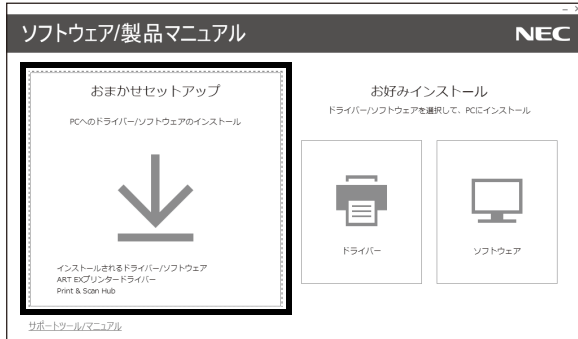 ソフトウェア/製品マニュアル
NEC
おまかせセットアップ
PCへのドライバー/ソフトウェアのインストール
インストールされるドライバー/ソフトウェア
ART EXプリンタードライバー
Print & Scan Hub
お好みインストール
ドライバー/ソフトウェアを選択して、PCにインストール
ドライバー
ソフトウェア
サポートツール/マニュアル